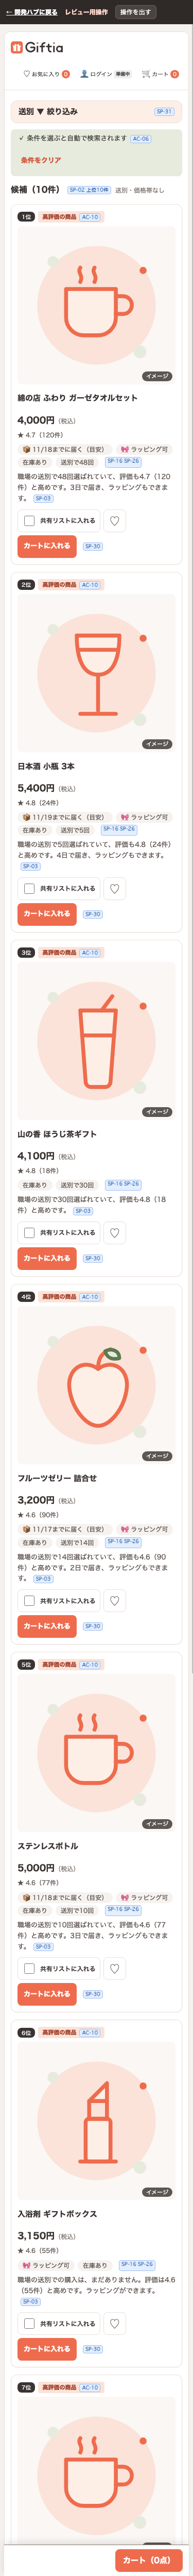 ← 開発ハブに戻る レビュー用操作 操作を出す
Giftia
♡ お気に入り 0 ログイン 準備中 カート 0
送別 ▼ 絞り込み SP-31
✓ 条件を選ぶと自動で検索されます AC-06
条件をクリア
候補（10件） SP-02 上位10件 送別・価格帯なし
1位 高評価の商品 AC-10
イメージ
綿の店 ふわり ガーゼタオルセット
4,000円（税込）
★ 4.7（120件）
11/18までに届く（目安） ラッピング可
在庫あり 送別で48回 SP-16 SP-26
職場の送別で48回選ばれていて、評価も4.7（120
件）と高めです。3日で届き、ラッピングもできま
す。 SP-03
共有リストに入れる ♡
カートに入れる SP-30
2位 高評価の商品 AC-10
イメージ
日本酒 小瓶 3本
5,400円（税込）
★ 4.8（24件）
11/19までに届く（目安） ラッピング可
在庫あり 送別で5回 SP-16 SP-26
職場の送別で5回選ばれていて、評価も4.8（24件）
と高めです。4日で届き、ラッピングもできます。
SP-03
共有リストに入れる ♡
カートに入れる SP-30
3位 高評価の商品 AC-10
イメージ
山の香 ほうじ茶ギフト
4,100円（税込）
★ 4.8（18件）
在庫あり 送別で30回 SP-16 SP-26
職場の送別で30回選ばれていて、評価も4.8（18
件）と高めです。 SP-03
共有リストに入れる ♡
カートに入れる SP-30
4位 高評価の商品 AC-10
イメージ
フルーツゼリー 詰合せ
3,200円（税込）
★ 4.6（90件）
11/17までに届く（目安） ラッピング可
在庫あり 送別で14回 SP-16 SP-26
職場の送別で14回選ばれていて、評価も4.6（90
件）と高めです。2日で届き、ラッピングもできま
す。 SP-03
共有リストに入れる ♡
カートに入れる SP-30
5位 高評価の商品 AC-10
イメージ
ステンレスボトル
5,000円（税込）
★ 4.6（77件）
11/18までに届く（目安） ラッピング可
在庫あり 送別で10回 SP-16 SP-26
職場の送別で10回選ばれていて、評価も4.6（77
件）と高めです。3日で届き、ラッピングもできま
す。 SP-03
共有リストに入れる ♡
カートに入れる SP-30
6位 高評価の商品 AC-10
イメージ
入浴剤 ギフトボックス
3,150円（税込）
★ 4.6（55件）
ラッピング可 在庫あり SP-16 SP-26
職場の送別での購入は、まだありません。評価は4.6
（55件）と高めです。ラッピングができます。
SP-03
共有リストに入れる ♡
カートに入れる SP-30
7位 高評価の商品 AC-10
カート（0点）